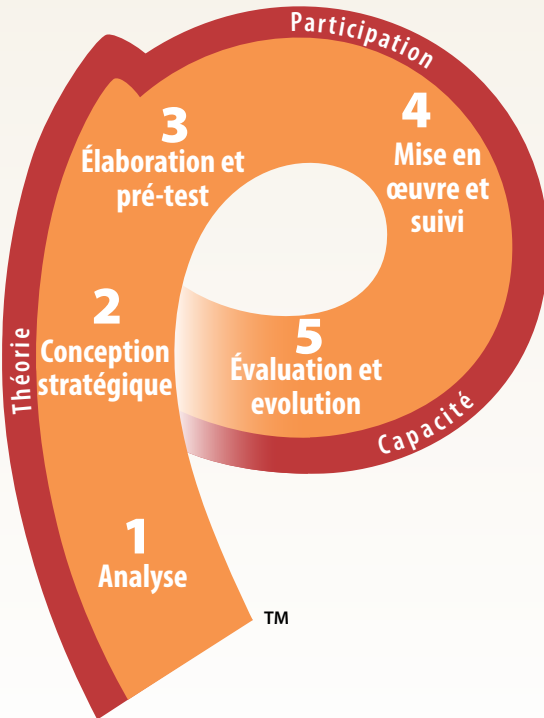 Participation
3
Élaboration et
pré-test
4
Mise en
œuvre et
suivi
Théorie
2
Conception
stratégique
5
Évaluation et
evolution
Capacité
1
Analyse
TM